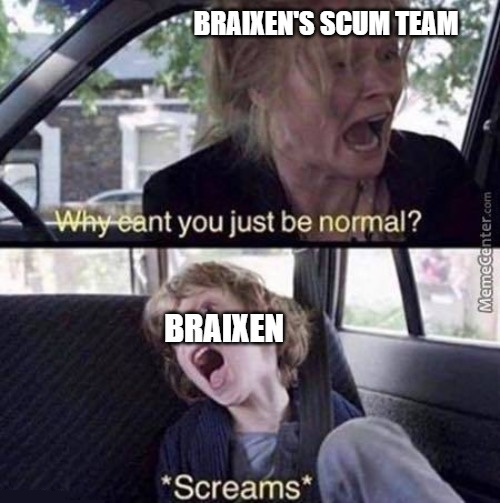 BRAIXEN'S SCUM TEAM
Why cant you just be normal?
MemeCenter.com
BRAIXEN
*Screams*